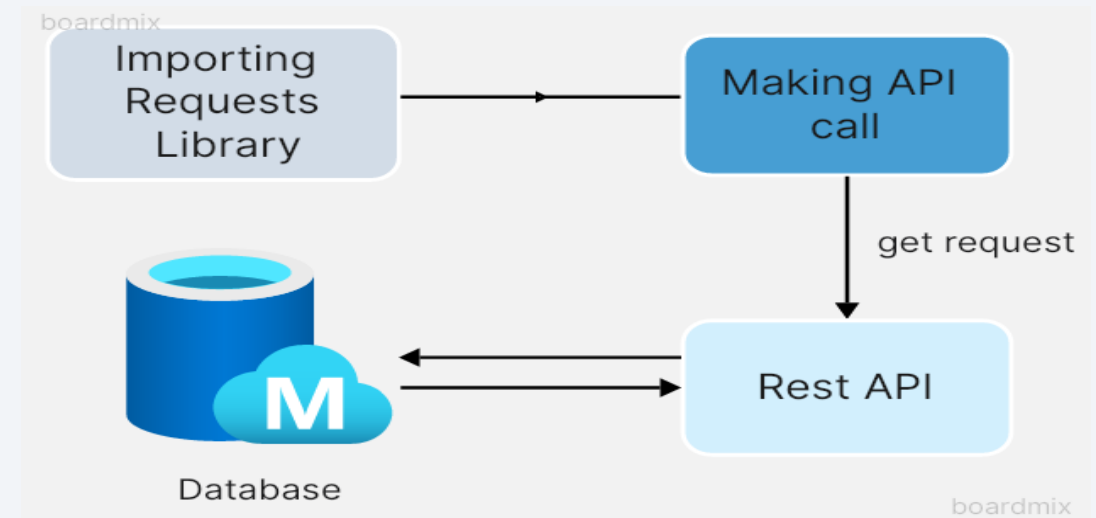 boardmix
Importing
Requests
Library
Making API
call
get request
Rest API
M
Database
boardmix